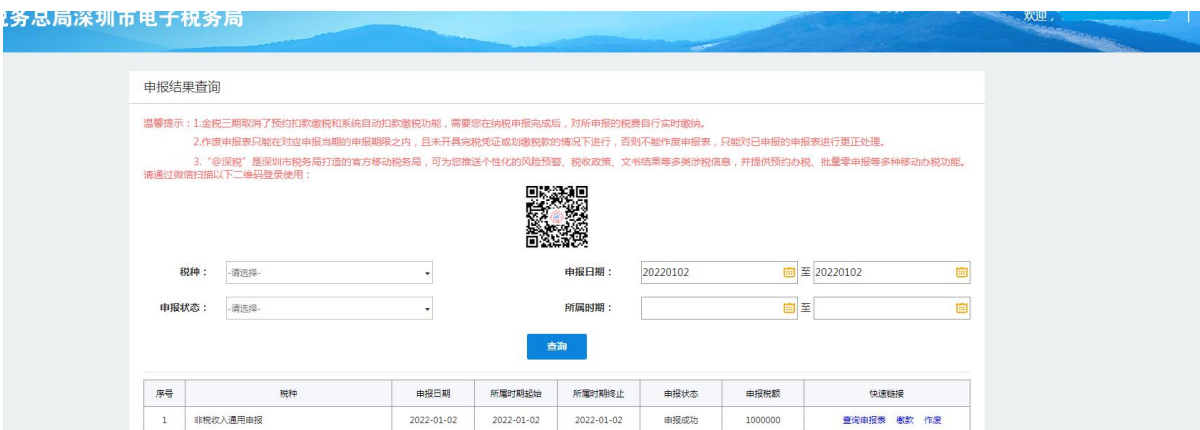 税务总局深圳市电子税务局
欢迎，
申报结果查询
温馨提示：1.金税三期取消了预约扣款缴税和系统自动扣款缴税功能，需要您在纳税申报完成后，对所申报的税费自行实时缴纳。
2.作废申报表只能在对应申报当期的申报期限之内，且未开具完税凭证或划缴税款的情况下进行，否则不能作废申报表，只能对已申报的申报表进行更正处理。
3、“@深税”是深圳市税务局打造的官方移动税务局，可为您推送个性化的风险预警、税收政策、文书结果等多类涉税信息，并提供预约办税、批量零申报等多种移动办税功能。
请通过微信扫描以下二维码登录使用：
税种： -请选择- 申报日期： 20220102 至 20220102
申报状态： -请选择- 所属时期： 至
查询
序号 税种 申报日期 所属时期起始 所属时期终止 申报状态 申报税额 快速链接
1 非税收入通用申报 2022-01-02 2022-01-02 2022-01-02 申报成功 1000000 查询申报表 缴款 作废